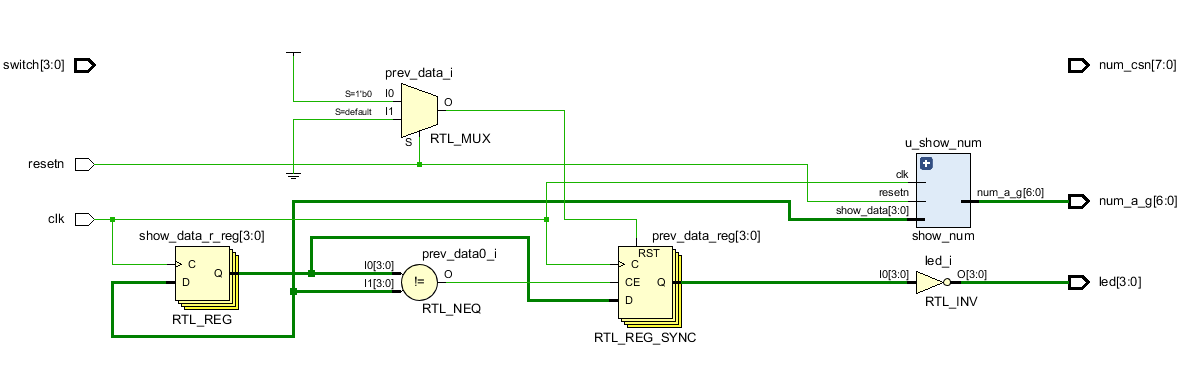 switch[3:0]
num_csn[7:0]
prev_data_i
S=1'b0 I0
O
S=default I1
S
RTL_MUX
resetn
u_show_num
clk
resetn
num_a_g[6:0]
num_a_g[6:0]
show_data[3:0]
show_num
clk
show_data_r_reg[3:0]
C
Q
D
RTL_REG
prev_data0_i
I0[3:0]
O
I1[3:0]
!=
RTL_NEQ
prev_data_reg[3:0]
RST
C
CE
Q
D
RTL_REG_SYNC
led_i
I0[3:0]
O[3:0]
led[3:0]
RTL_INV